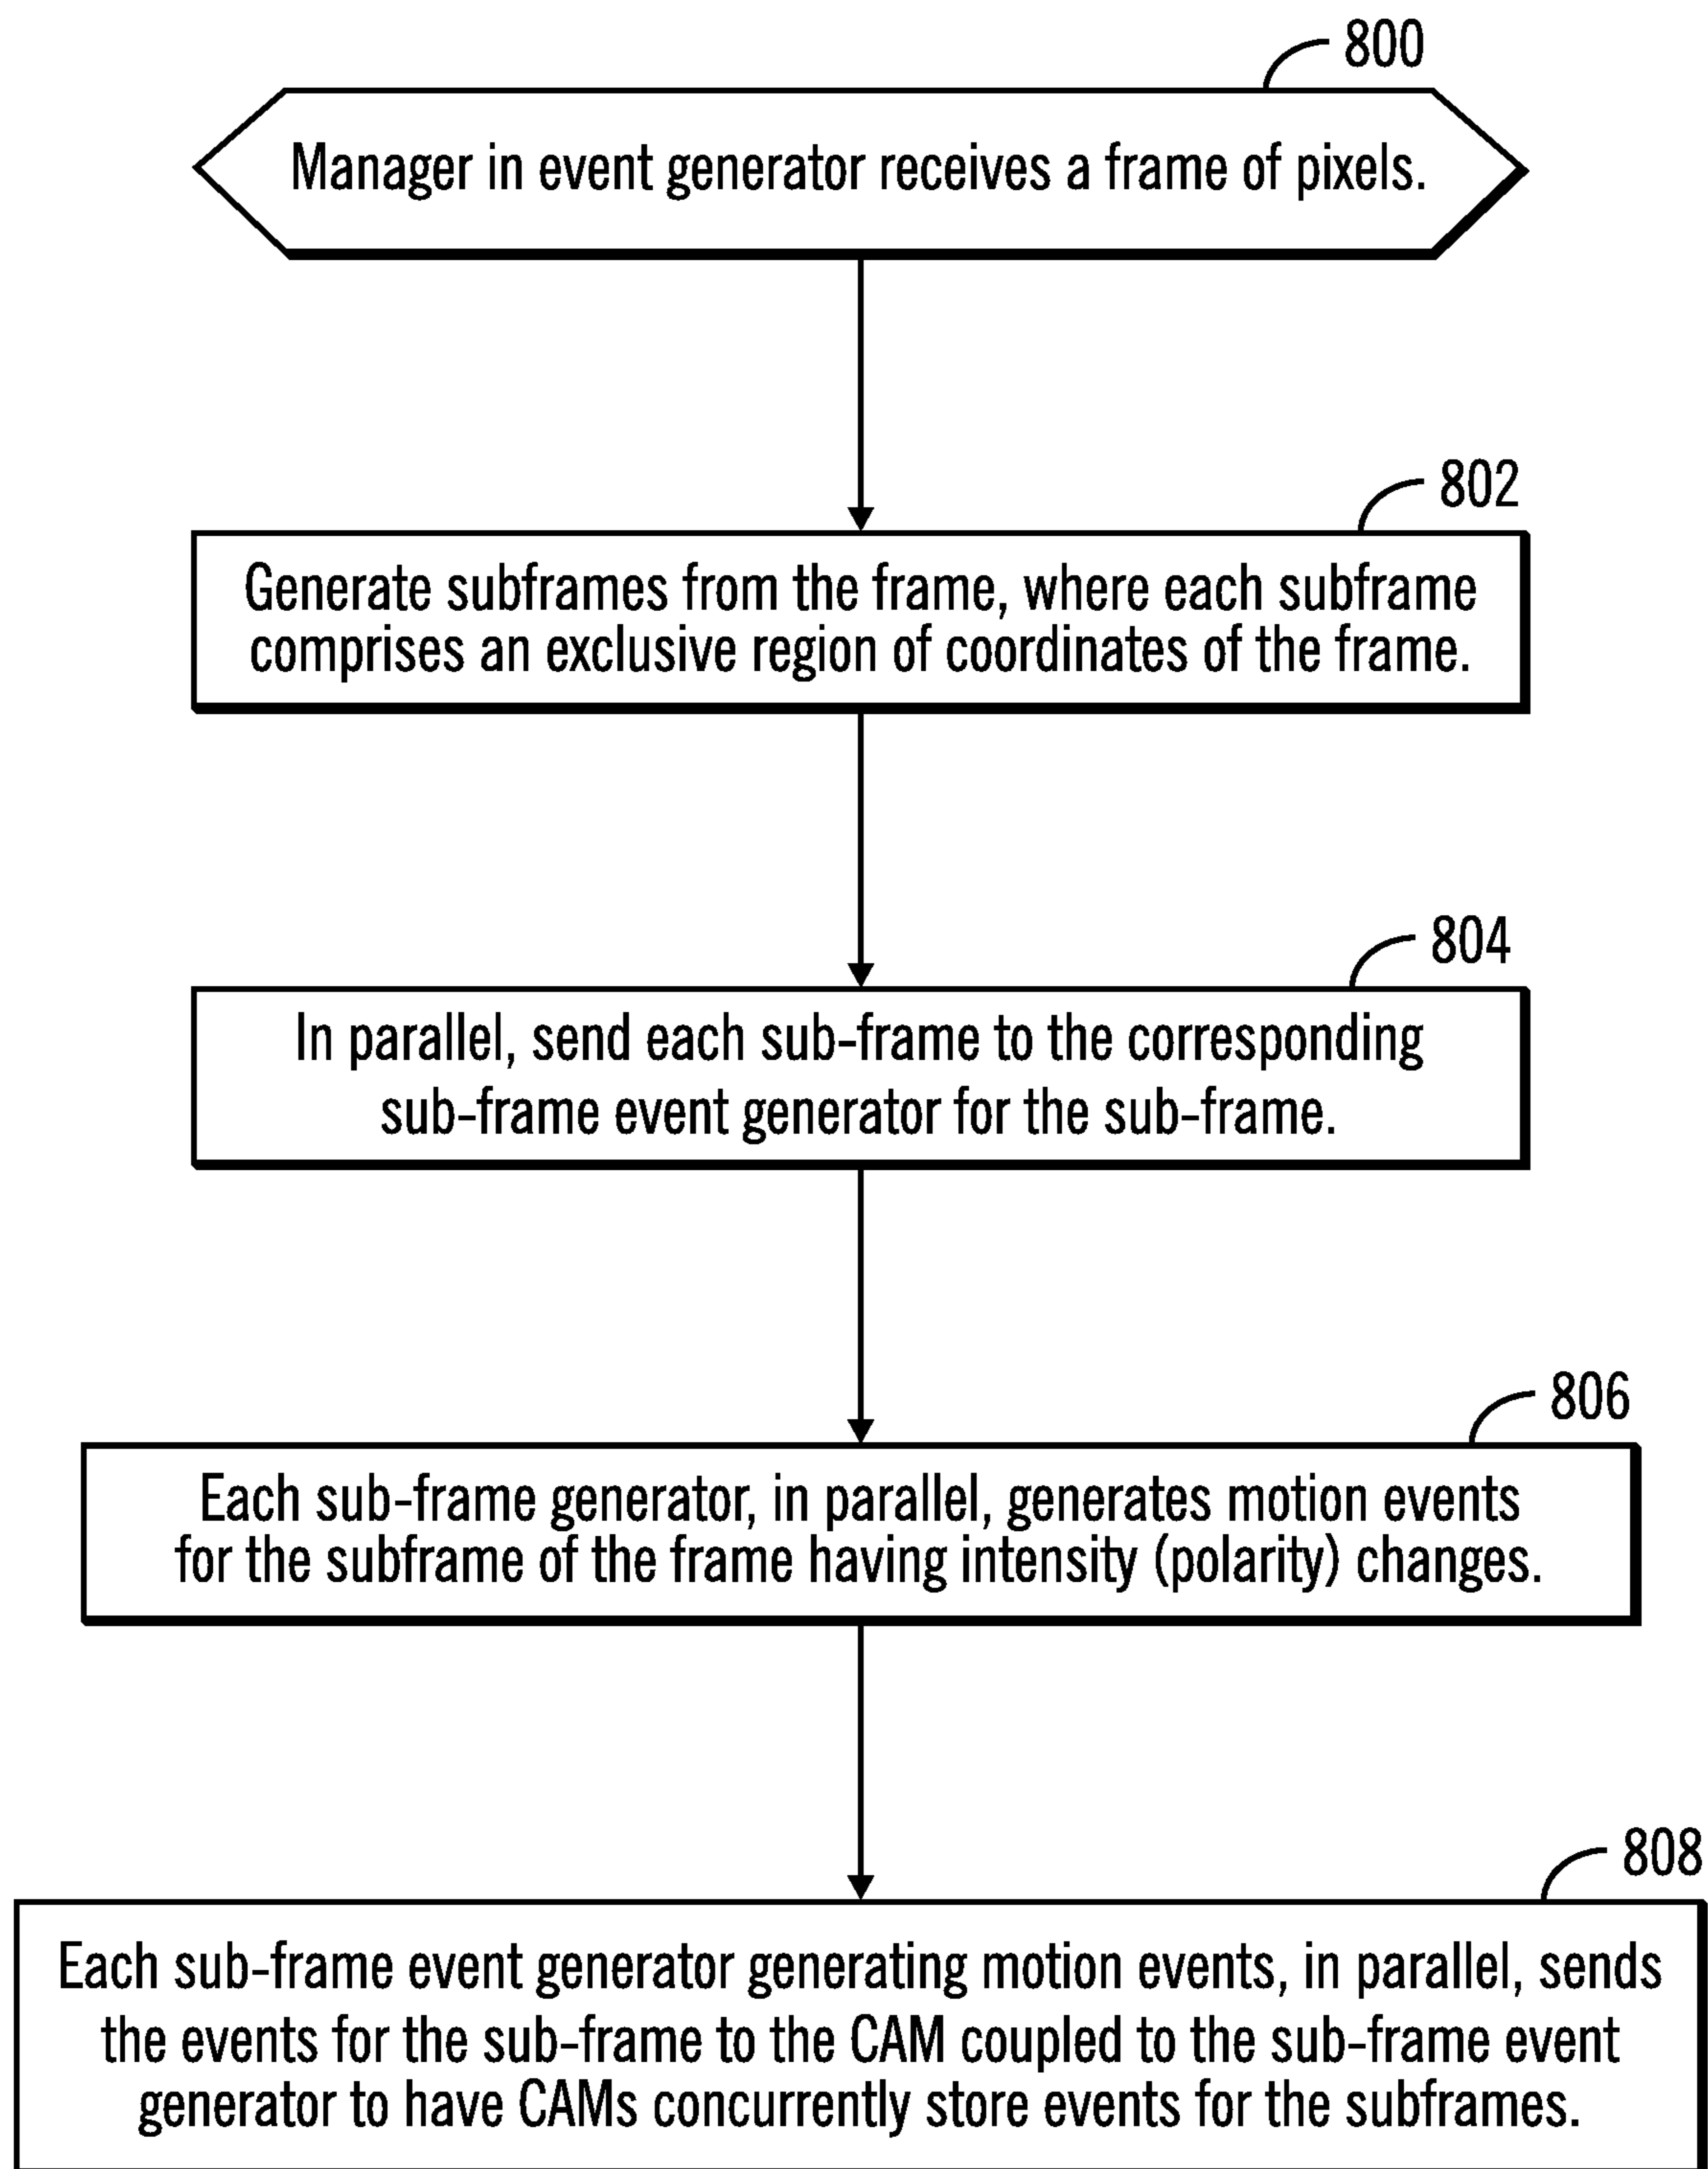 800
Manager in event generator receives a frame of pixels.
802
Generate subframes from the frame, where each subframe
comprises an exclusive region of coordinates of the frame.
804
In parallel, send each sub-frame to the corresponding
sub-frame event generator for the sub-frame.
806
Each sub-frame generator, in parallel, generates motion events
for the subframe of the frame having intensity (polarity) changes.
808
Each sub-frame event generator generating motion events, in parallel, sends
the events for the sub-frame to the CAM coupled to the sub-frame event
generator to have CAMs concurrently store events for the subframes.